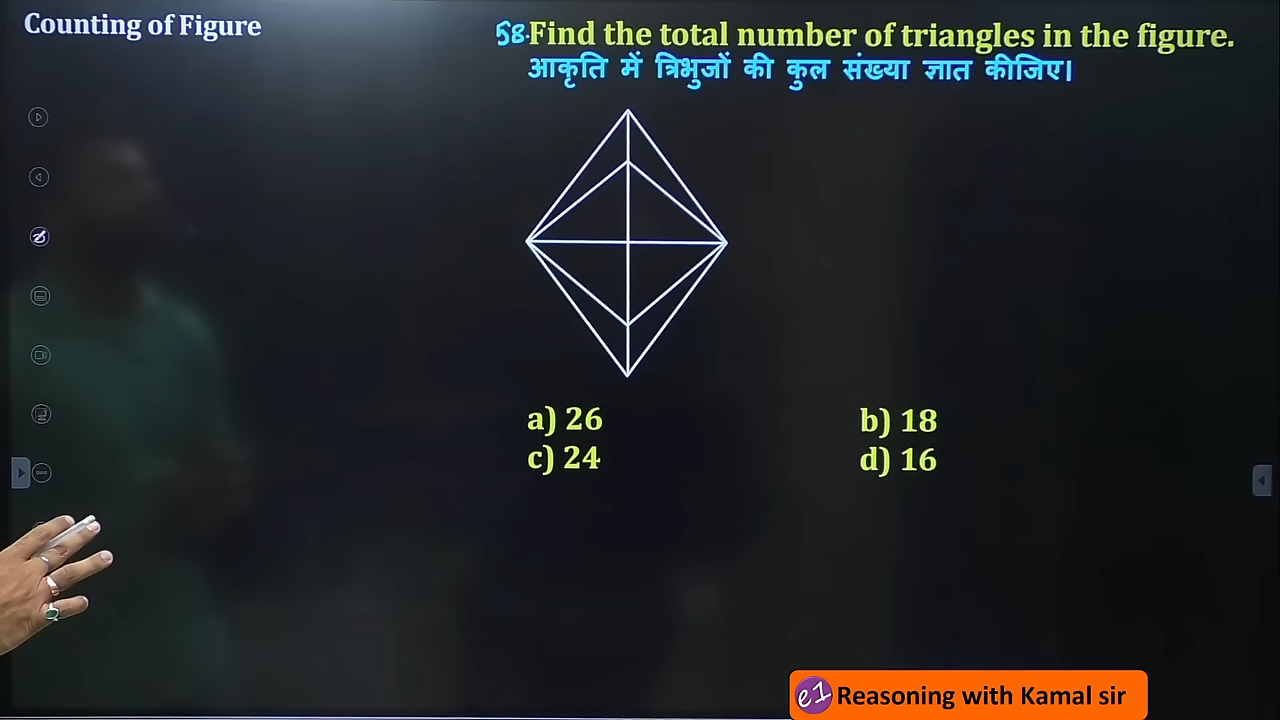 Counting of Figure
58.Find the total number of triangles in the figure.
आकृति में त्रिभुजों की कुल संख्या ज्ञात कीजिए।
a) 26
b) 18
c) 24
d) 16
e1 Reasoning with Kamal sir